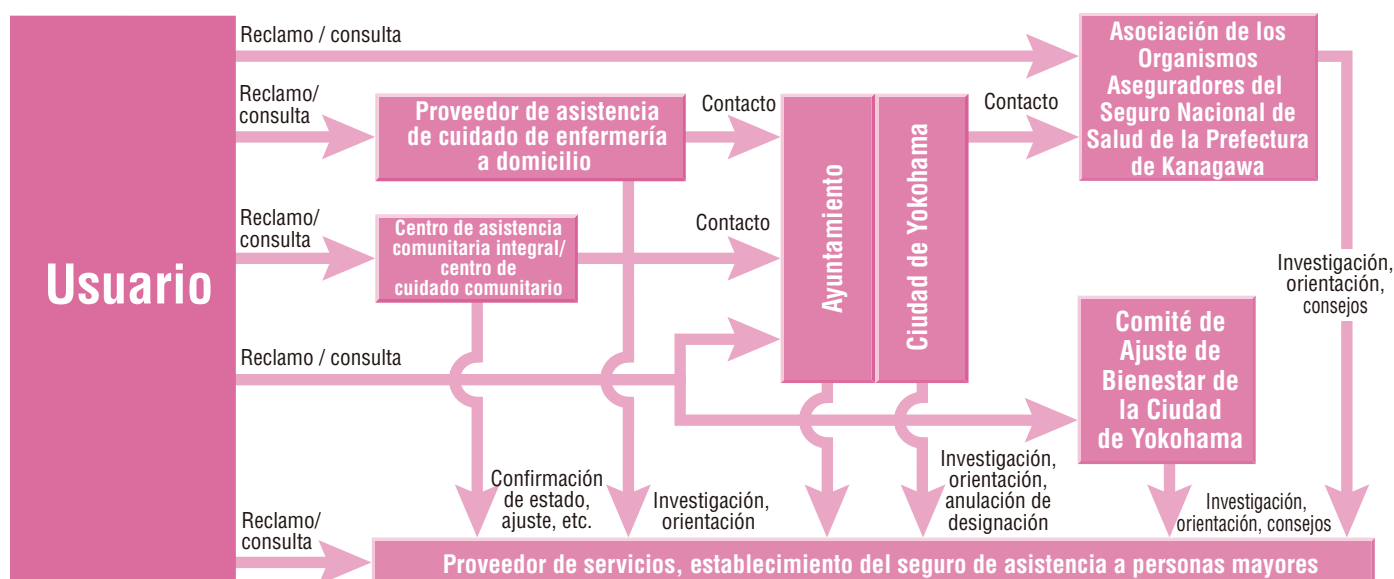 Usuario
Reclamo / consulta
Asociación de los
Organismos
Aseguradores del
Seguro Nacional de
Salud de la Prefectura
de Kanagawa
Reclamo/
consulta
Proveedor de asistencia
de cuidado de enfermería
a domicilio
Contacto
Ayuntamiento
Ciudad de Yokohama
Contacto
Reclamo/
consulta
Centro de asistencia
comunitaria integral/
centro de
cuidado comunitario
Contacto
Investigación,
orientación,
consejos
Reclamo / consulta
Comité de
Ajuste de
Bienestar de
la Ciudad
de Yokohama
Confirmación
de estado,
ajuste, etc.
Investigación,
orientación
Investigación,
orientación,
anulación de
designación
Investigación,
orientación, consejos
Reclamo/
consulta
Proveedor de servicios, establecimiento del seguro de asistencia a personas mayores